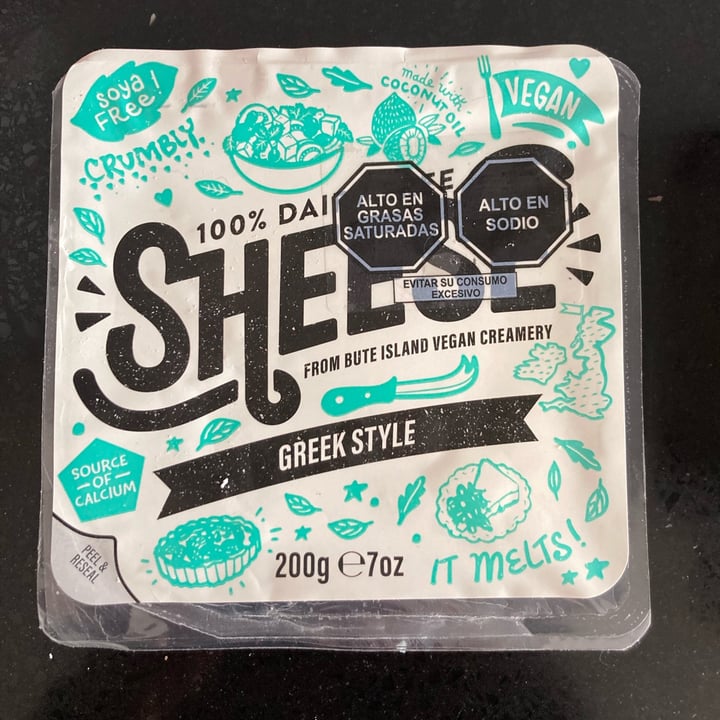 soya
FREE!
made with
COCONUT OIL
VEGAN
CRUMBLY
100% DAI
ALTO EN
GRASAS
SATURADAS
ALTO EN
SODIO
EVITAR SU CONSUMO
EXCESIVO
SHEESE
FROM BUTE ISLAND VEGAN CREAMERY
GREEK STYLE
SOURCE
OF
CALCIUM
PEEL &
RESEAL
200g ℮7oz
IT MELTS!